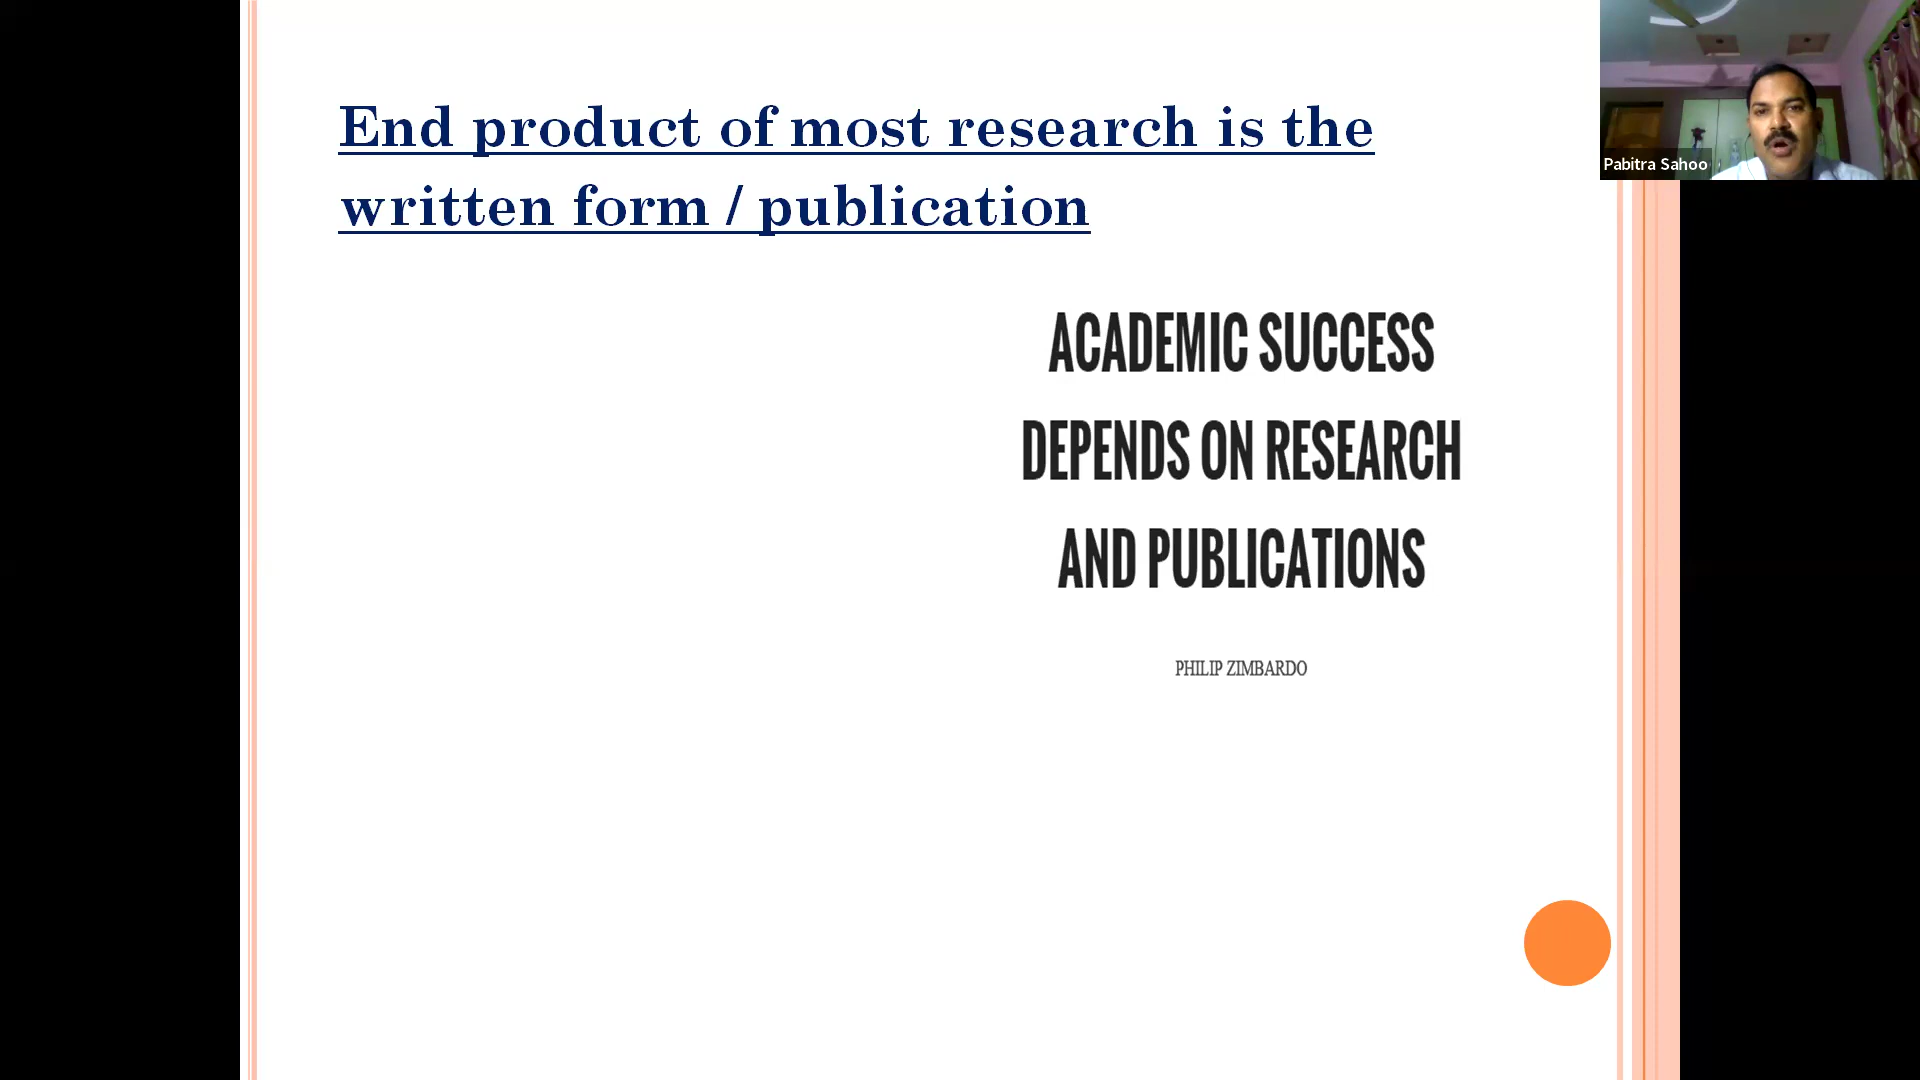 End product of most research is the
written form / publication
Pabitra Sahoo
ACADEMIC SUCCESS
DEPENDS ON RESEARCH
AND PUBLICATIONS
PHILIP ZIMBARDO